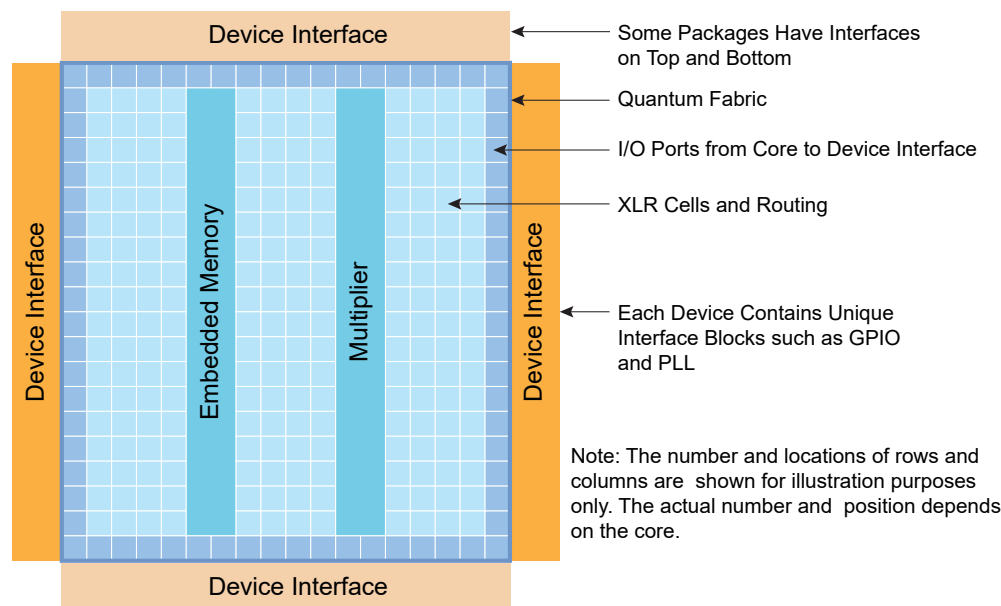 Device Interface
Some Packages Have Interfaces
on Top and Bottom
Quantum Fabric
I/O Ports from Core to Device Interface
XLR Cells and Routing
Device Interface
Embedded Memory
Multiplier
Device Interface
Each Device Contains Unique
Interface Blocks such as GPIO
and PLL
Note: The number and locations of rows and
columns are shown for illustration purposes
only. The actual number and position depends
on the core.
Device Interface